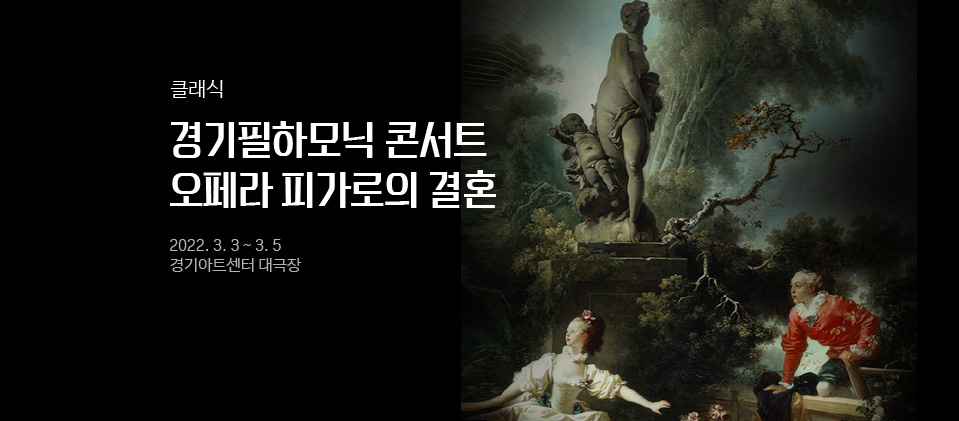 클래식
경기필하모닉 콘서트
오페라 피가로의 결혼
2022. 3. 3 ~ 3. 5
경기아트센터 대극장